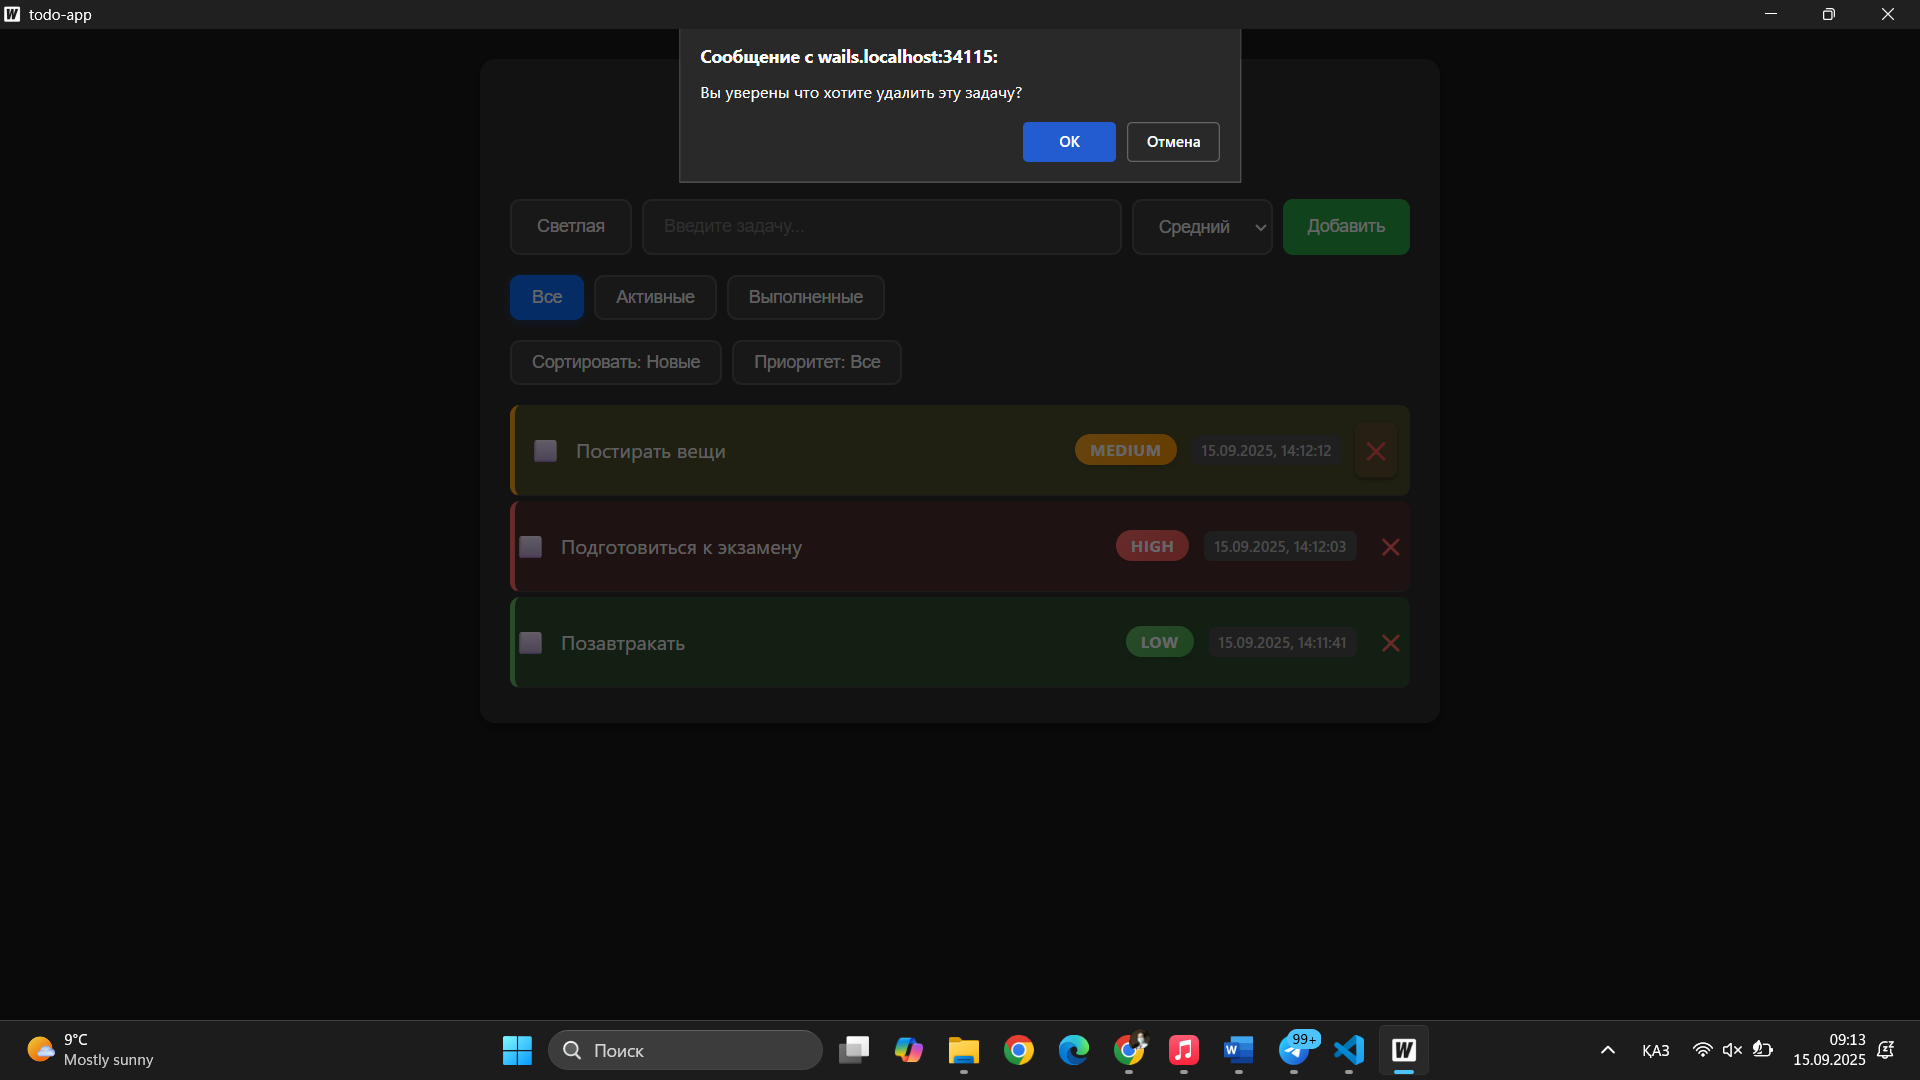 todo-app
Сообщение с wails.localhost:34115:
Вы уверены что хотите удалить эту задачу?
ОК
Отмена
Светлая
Введите задачу...
Средний
Добавить
Все
Активные
Выполненные
Сортировать: Новые
Приоритет: Все
Постирать вещи
MEDIUM
15.09.2025, 14:12:12
Подготовиться к экзамену
HIGH
15.09.2025, 14:12:03
Позавтракать
LOW
15.09.2025, 14:11:41
9°C
Mostly sunny
Поиск
99+
ҚАЗ
09:13
15.09.2025